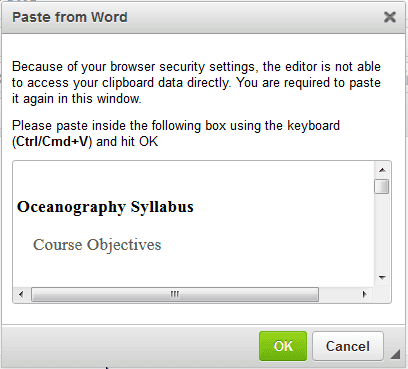 Paste from Word
Because of your browser security settings, the editor is not able
to access your clipboard data directly. You are required to paste
it again in this window.
Please paste inside the following box using the keyboard
(Ctrl/Cmd+V) and hit OK
Oceanography Syllabus
Course Objectives
OK
Cancel